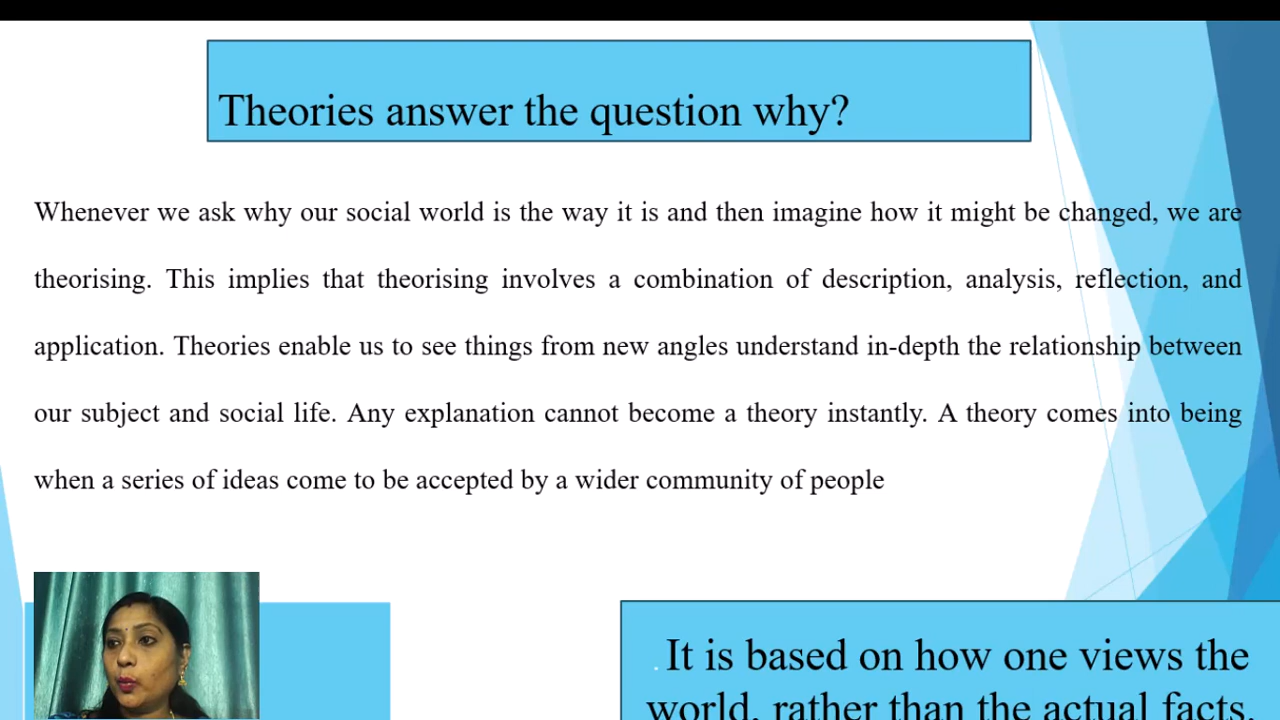 Theories answer the question why?
Whenever we ask why our social world is the way it is and then imagine how it might be changed, we are
theorising. This implies that theorising involves a combination of description, analysis, reflection, and
application. Theories enable us to see things from new angles understand in-depth the relationship between
our subject and social life. Any explanation cannot become a theory instantly. A theory comes into being
when a series of ideas come to be accepted by a wider community of people
. It is based on how one views the
world, rather than the actual facts.